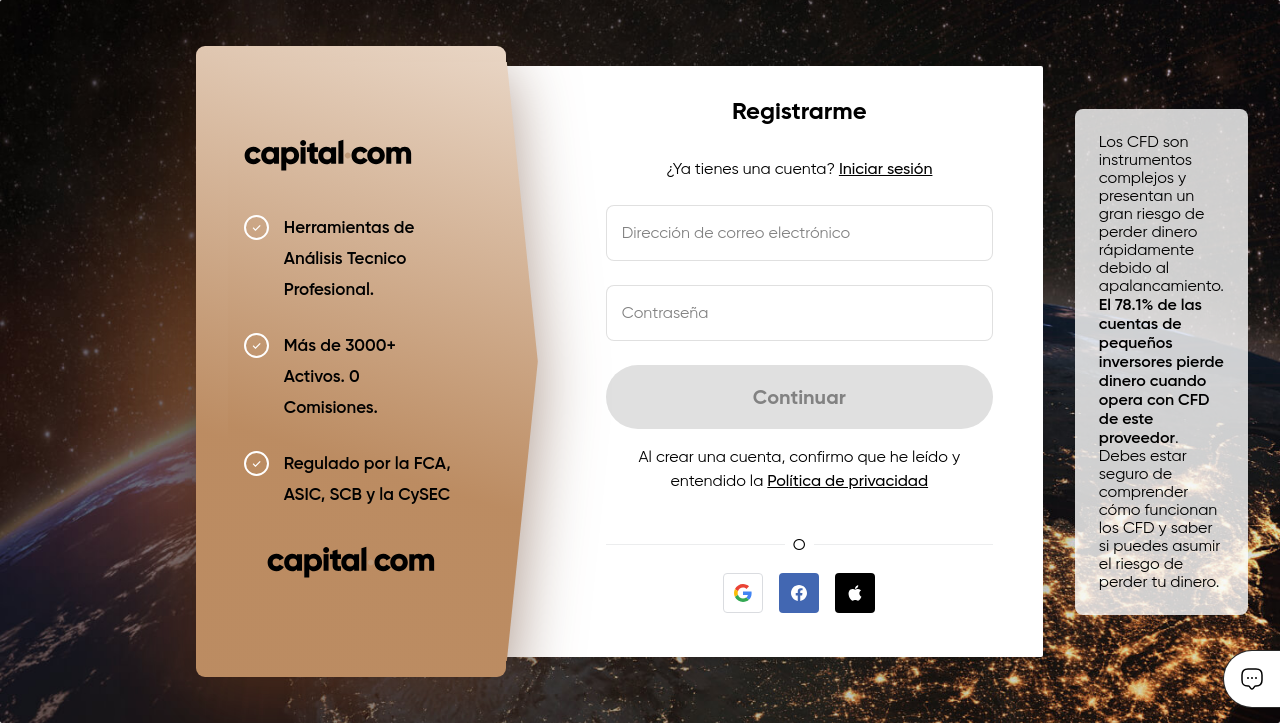 capital.com
Herramientas de
Análisis Tecnico
Profesional.
Más de 3000+
Activos. 0
Comisiones.
Regulado por la FCA,
ASIC, SCB y la CySEC
capital com
Registrarme
¿Ya tienes una cuenta? Iniciar sesión
Dirección de correo electrónico
Contraseña
Continuar
Al crear una cuenta, confirmo que he leído y
entendido la Política de privacidad
O
Los CFD son
instrumentos
complejos y
presentan un
gran riesgo de
perder dinero
rápidamente
debido al
apalancamiento.
El 78.1% de las
cuentas de
pequeños
inversores pierde
dinero cuando
opera con CFD
de este
proveedor.
Debes estar
seguro de
comprender
cómo funcionan
los CFD y saber
si puedes asumir
el riesgo de
perder tu dinero.